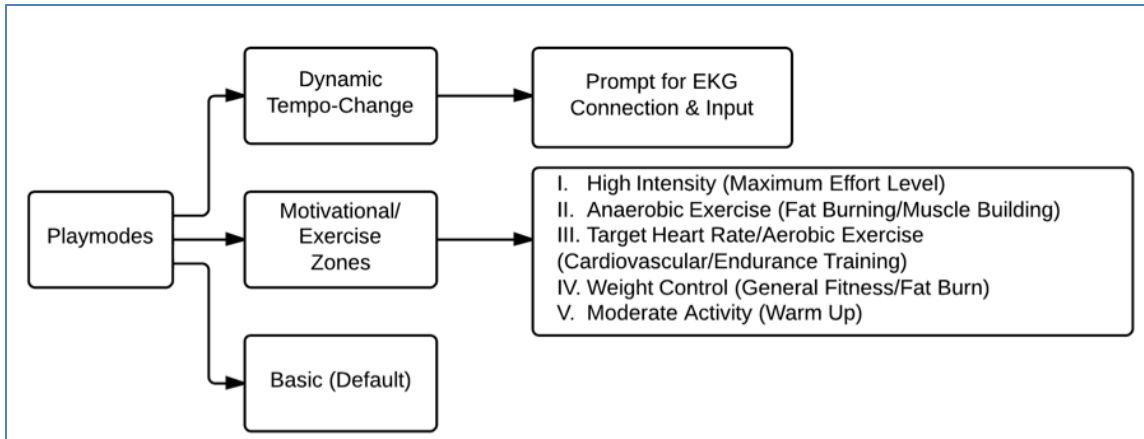 Dynamic
Tempo-Change
Prompt for EKG
Connection & Input
Playmodes
Motivational/
Exercise
Zones
I. High Intensity (Maximum Effort Level)
II. Anaerobic Exercise (Fat Burning/Muscle Building)
III. Target Heart Rate/Aerobic Exercise
(Cardiovascular/Endurance Training)
IV. Weight Control (General Fitness/Fat Burn)
V. Moderate Activity (Warm Up)
Basic (Default)